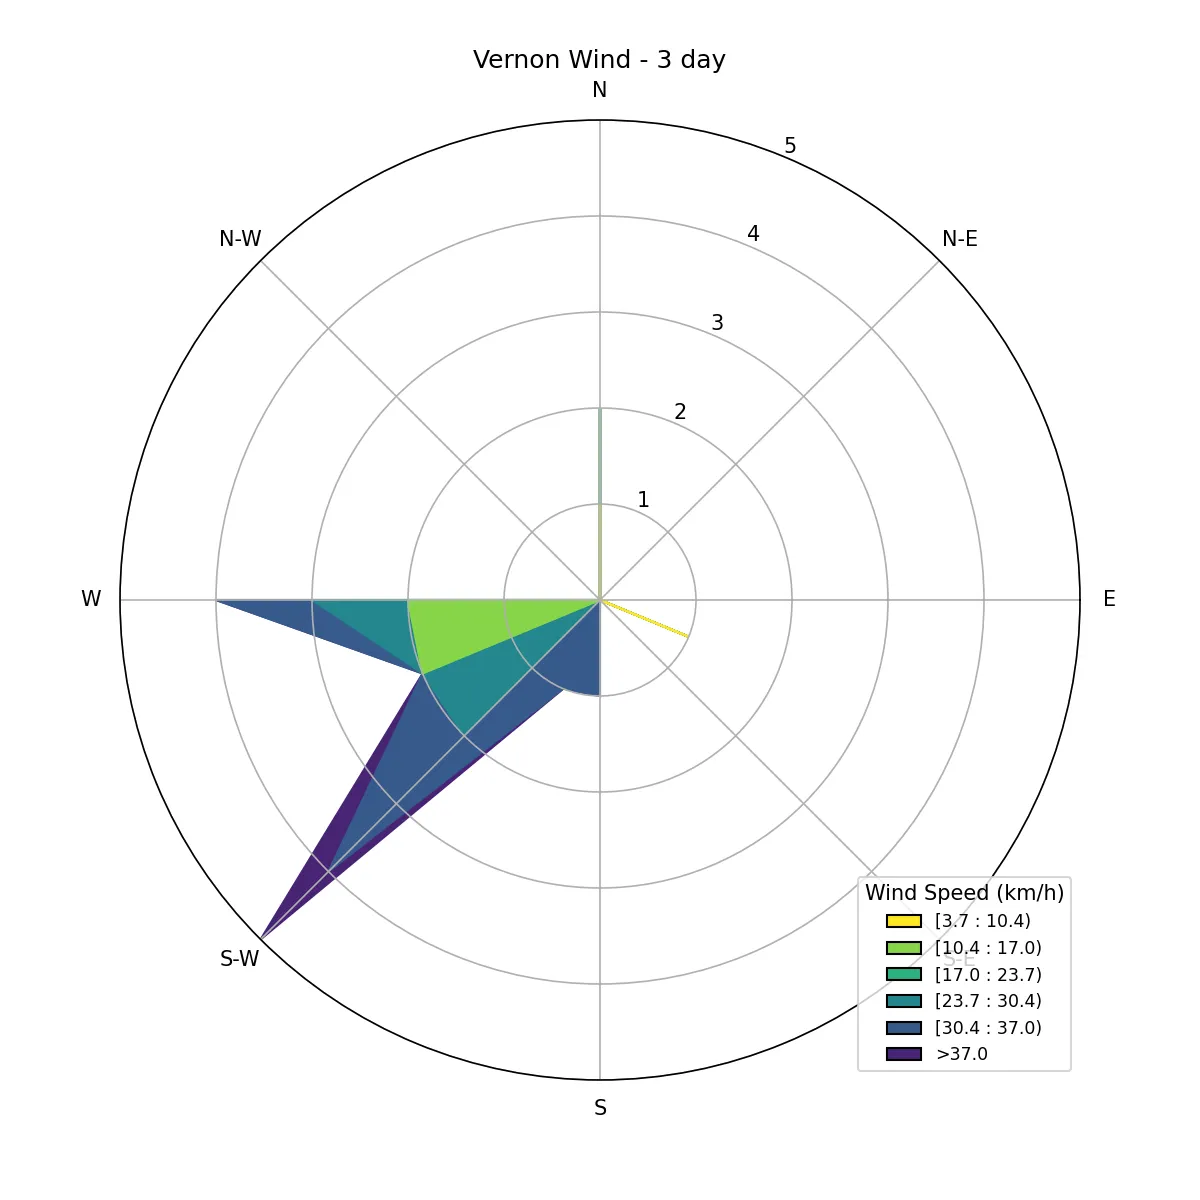 Vernon Wind - 3 day
N
5
N-W
4
N-E
3
2
1
W
E
S-W
S-E
S
Wind Speed (km/h)
[3.7 : 10.4)
[10.4 : 17.0)
[17.0 : 23.7)
[23.7 : 30.4)
[30.4 : 37.0)
>37.0